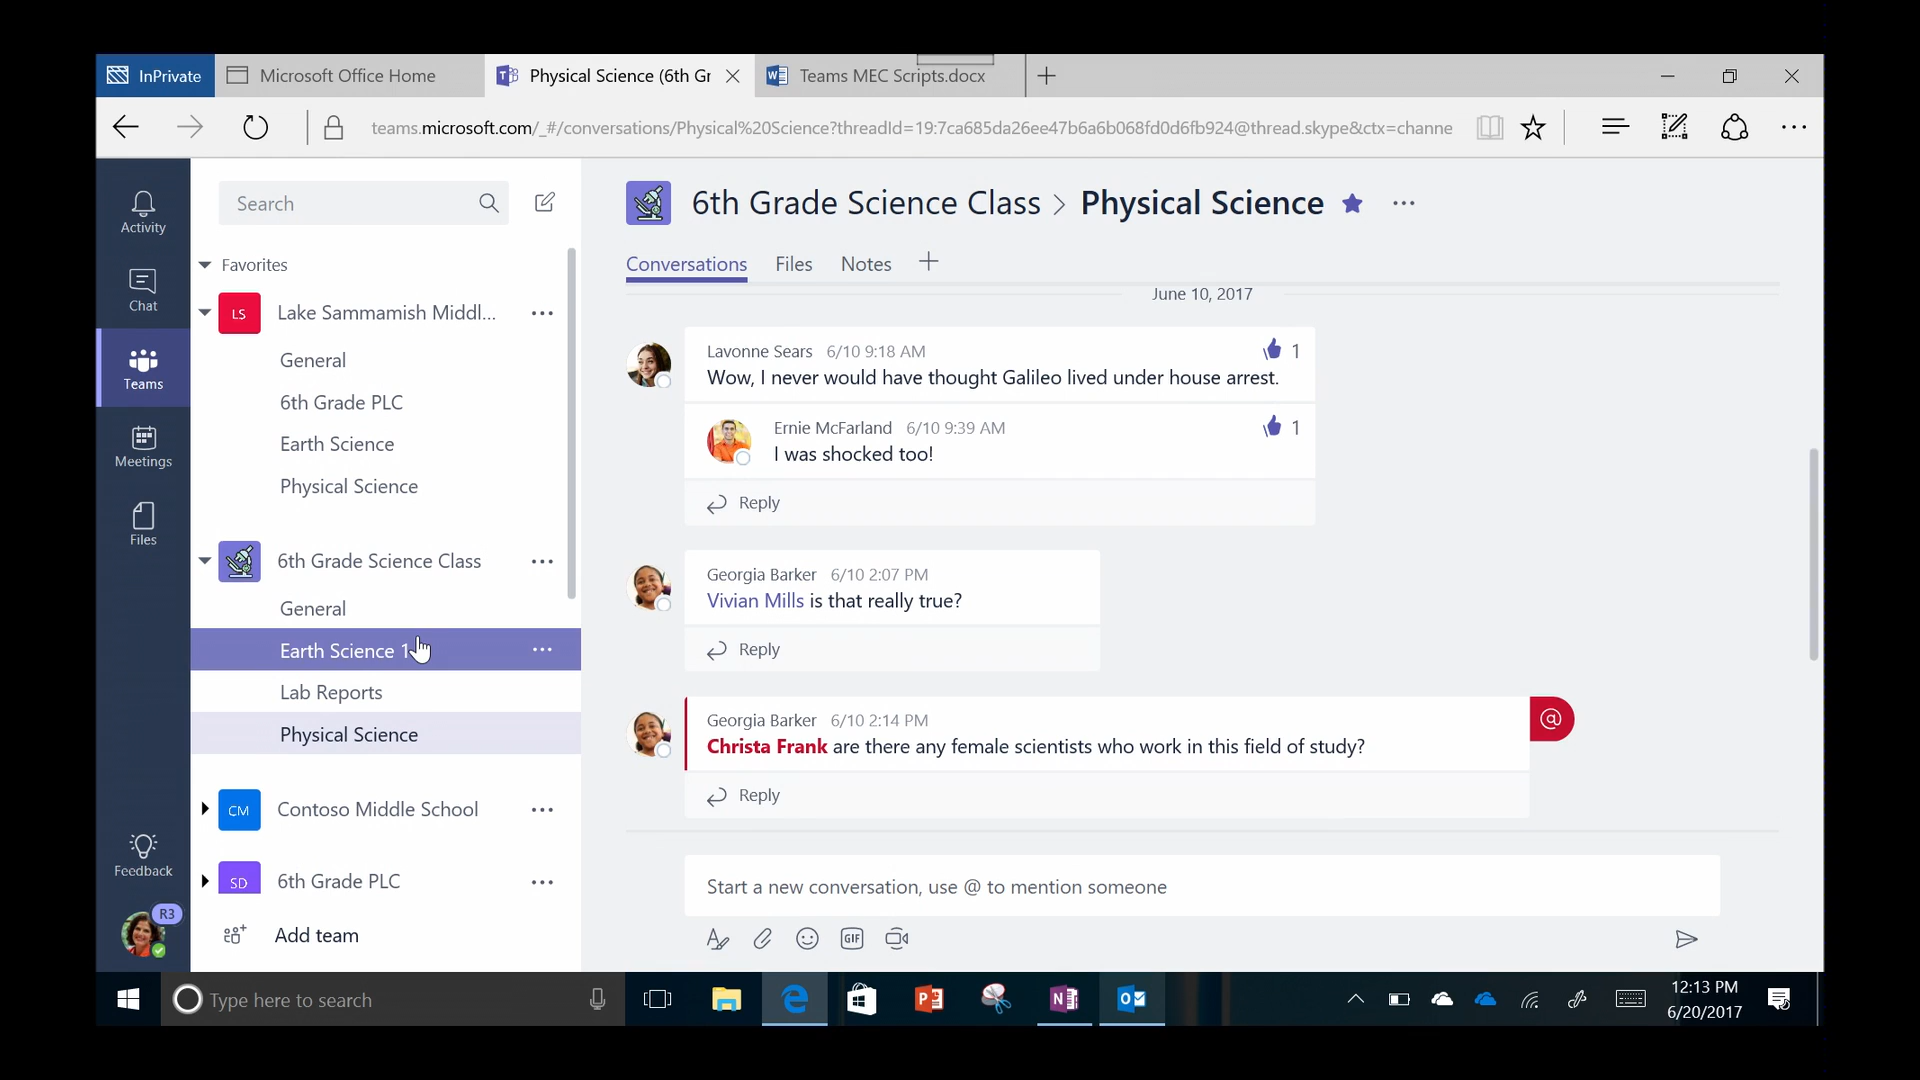 InPrivate
Microsoft Office Home
Physical Science (6th Gr
Teams MEC Scripts.docx
teams.microsoft.com/_#/conversations/Physical%20Science?threadId=19:7ca685da26ee47b6a6b068fd0d6fb924@thread.skype&ctx=channe
Activity
Chat
Teams
Meetings
Files
Feedback
R3
Search
Favorites
LS
Lake Sammamish Middl...
General
6th Grade PLC
Earth Science
Physical Science
6th Grade Science Class
General
Earth Science 1
Lab Reports
Physical Science
CM
Contoso Middle School
SD
6th Grade PLC
Add team
6th Grade Science Class > Physical Science
Conversations
Files
Notes
June 10, 2017
Lavonne Sears 6/10 9:18 AM
1
Wow, I never would have thought Galileo lived under house arrest.
Ernie McFarland 6/10 9:39 AM
1
I was shocked too!
Reply
Georgia Barker 6/10 2:07 PM
Vivian Mills is that really true?
Reply
Georgia Barker 6/10 2:14 PM
@
Christa Frank are there any female scientists who work in this field of study?
Reply
Start a new conversation, use @ to mention someone
GIF
Type here to search
12:13 PM
6/20/2017